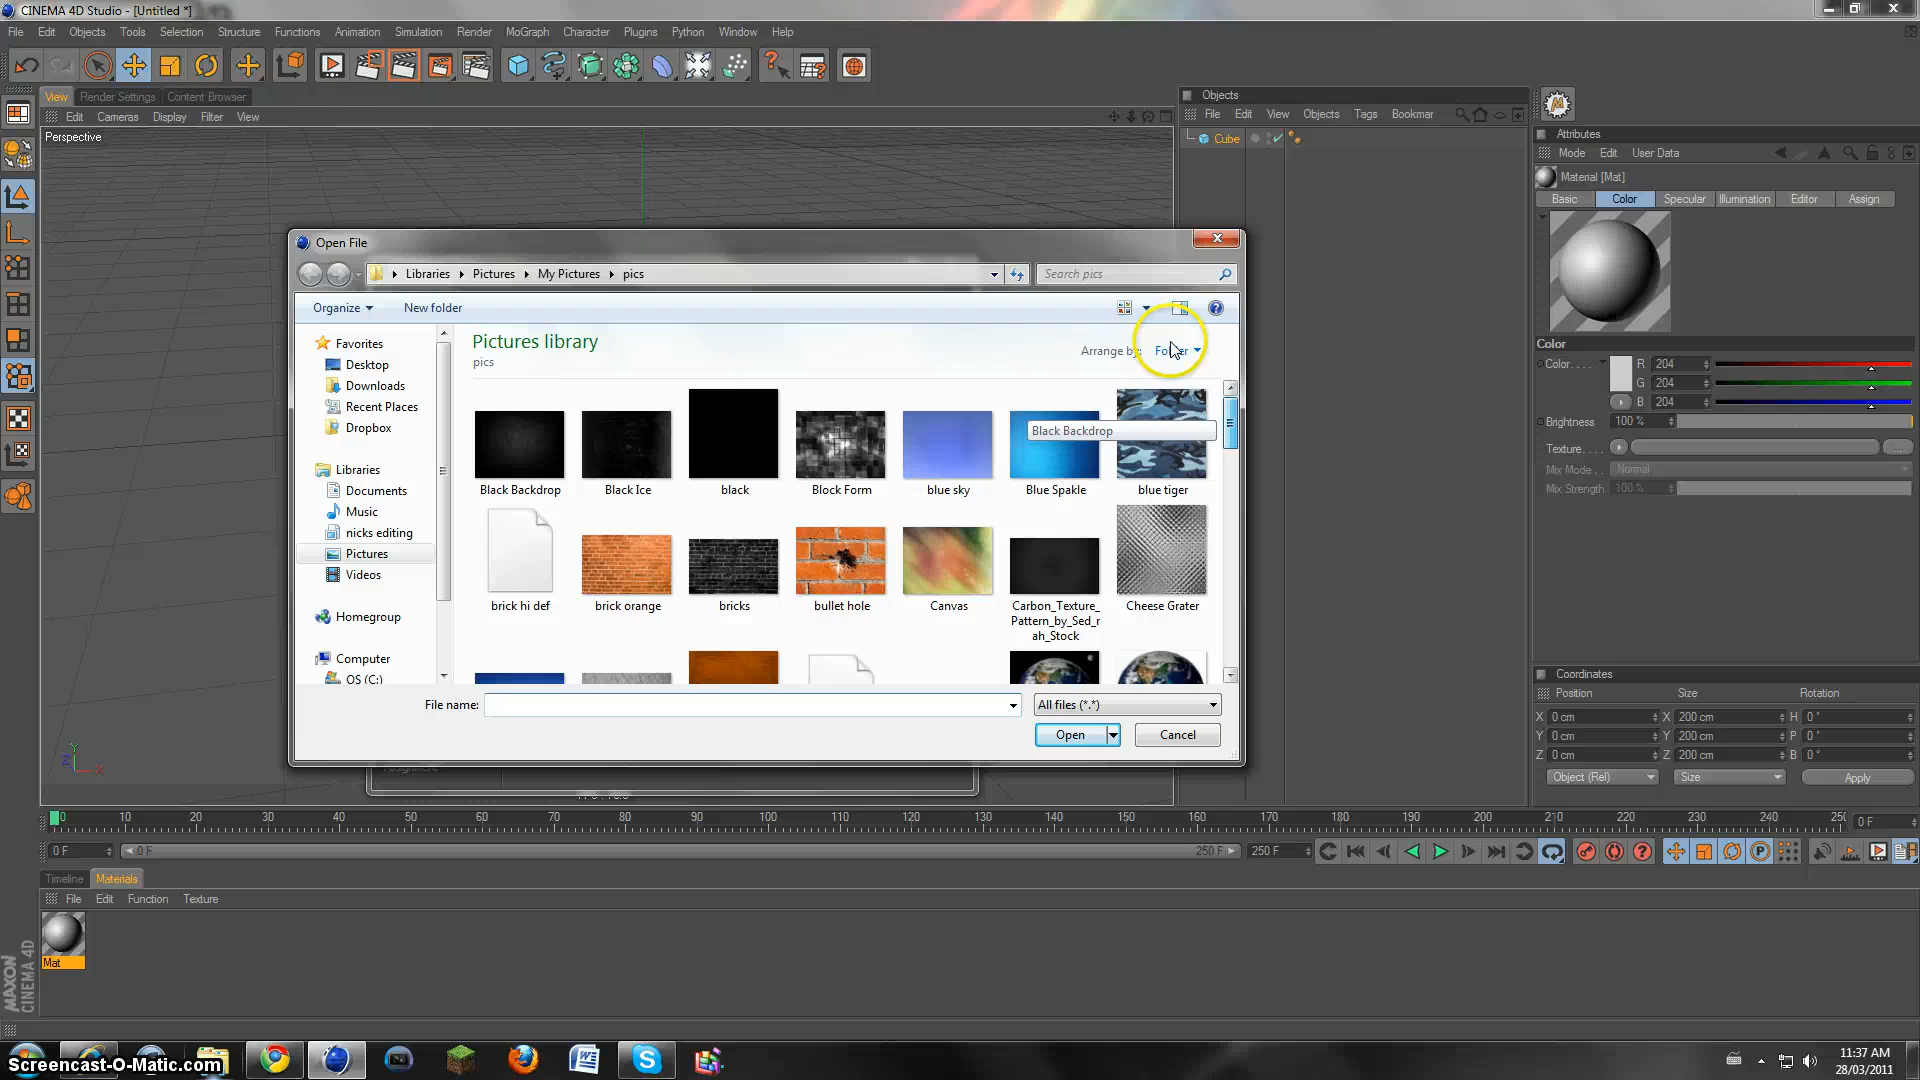 CINEMA 4D Studio - [Untitled *]
File Edit Objects Tools Selection Structure Functions Animation Simulation Render MoGraph Character Plugins Python Window Help
View Render Settings Content Browser
Edit Cameras Display Filter View
Perspective
Objects
File Edit View Objects Tags Bookmar
Cube
Attributes
Mode Edit User Data
Material [Mat]
Basic Color Specular Illumination Editor Assign
Color
Color. . . . R 204
G 204
B 204
Brightness 100 %
Texture. . . . .
Mix Mode . . Normal
Mix Strength 100 %
Open File
Libraries Pictures My Pictures pics
Search pics
Organize New folder
Favorites
Desktop
Downloads
Recent Places
Dropbox
Libraries
Documents
Music
nicks editing
Pictures
Videos
Homegroup
Computer
OS (C:)
Pictures library
pics
Arrange by: Folder
Black Backdrop
Black Backdrop Black Ice black Block Form blue sky Blue Spakle blue tiger
brick hi def brick orange bricks bullet hole Canvas Carbon_Texture_ Cheese Grater
Pattern_by_Sed_r
ah_Stock
File name: All files (*.*)
Open Cancel
Coordinates
Position Size Rotation
X 0 cm X 200 cm H 0 °
Y 0 cm Y 200 cm P 0 °
Z 0 cm Z 200 cm B 0 °
Object (Rel) Size Apply
0 10 20 30 40 50 60 70 80 90 100 110 120 130 140 150 160 170 180 190 200 210 220 230 240 25( 0 F
0 F 0 F 250 F 250 F
Timeline Materials
File Edit Function Texture
Mat
MAXON
CINEMA 4D
Screencast-O-Matic.com
11:37 AM
28/03/2011